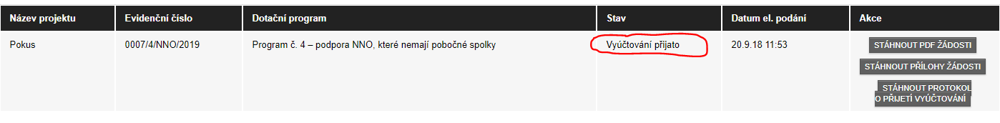 Název projektu Evidenční číslo Dotační program Stav Datum el. podání Akce
Pokus 0007/4/NNO/2019 Program č. 4 – podpora NNO, které nemají pobočné spolky Vyúčtování přijato 20.9.18 11:53 STÁHNOUT PDF ŽÁDOSTI
STÁHNOUT PŘÍLOHY ŽÁDOSTI
STÁHNOUT PROTOKOL
O PŘIJETÍ VYÚČTOVÁNÍ